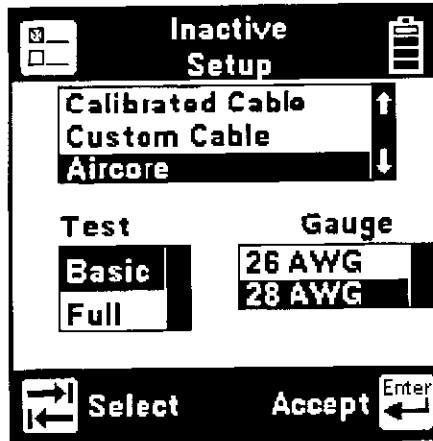 Inactive
Setup
Calibrated Cable
Custom Cable
Aircore
Test
Gauge
Basic
Full
26 AWG
28 AWG
Select
Accept
Enter